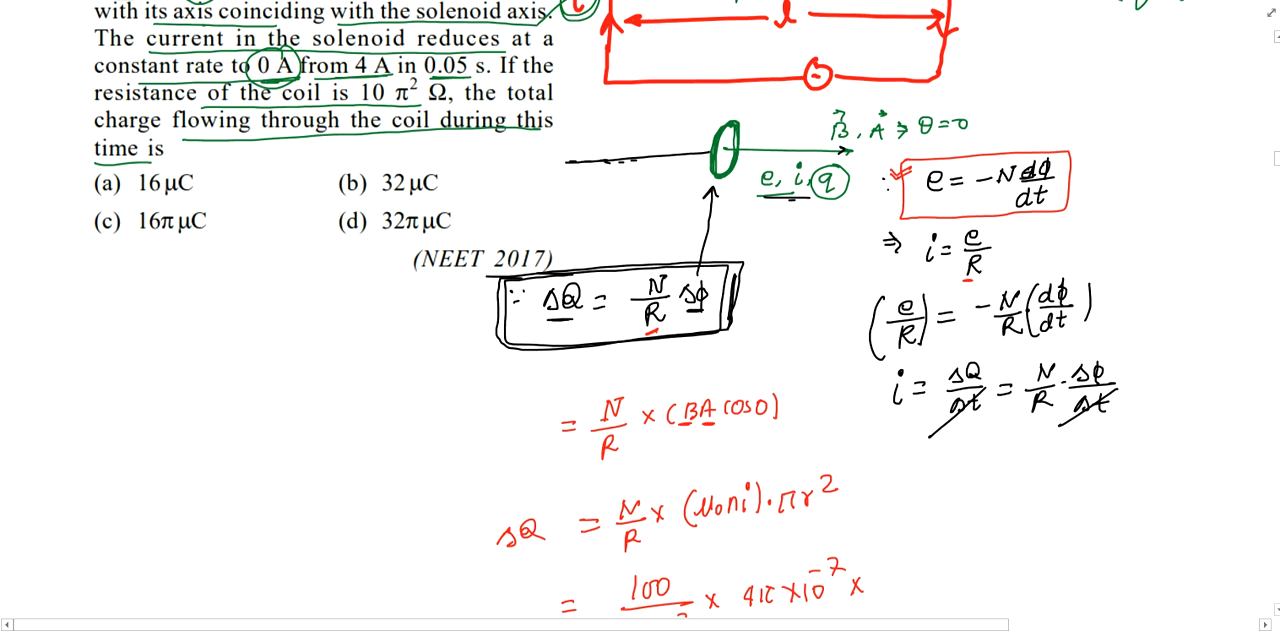 with its axis coinciding with the solenoid axis.
The current in the solenoid reduces at a
constant rate to 0 A from 4 A in 0.05 s. If the
resistance of the coil is 10 π² Ω, the total
charge flowing through the coil during this
time is
(a) 16 μC (b) 32 μC
(c) 16π μC (d) 32π μC
(NEET 2017)
l
B, A → θ = 0
e, i, q
∵ e = -N dϕ/dt
⇒ i = e/R
(e/R) = -N/R (dϕ/dt)
i = ΔQ/Δt = N/R · Δϕ/Δt
∵ ΔQ = N/R Δϕ
= N/R × (BA cos0)
ΔQ = N/R × (μ₀ni)·πr²
= 100 × 4π×10⁻⁷ ×